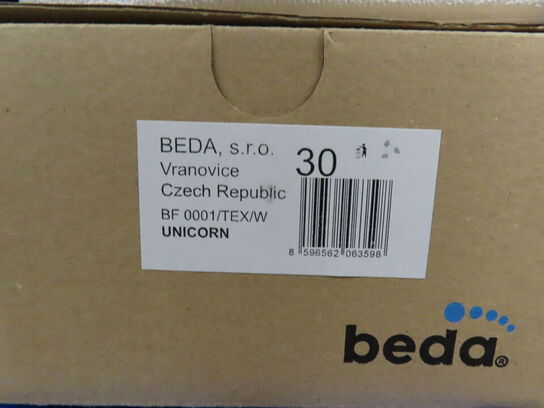 BEDA, s.r.o.
Vranovice
Czech Republic
BF 0001/TEX/W
UNICORN
30
8 596562 063598
beda®